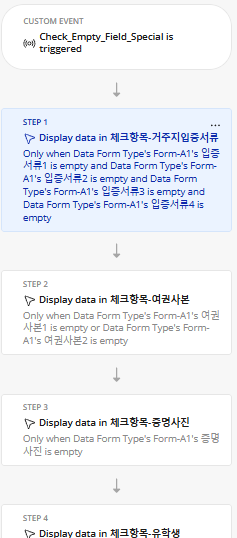 CUSTOM EVENT
Check_Empty_Field_Special is
triggered
STEP 1
...
Display data in 체크항목-거주지입증서류
Only when Data Form Type's Form-A1's 입증
서류1 is empty and Data Form Type's Form-
A1's 입증서류2 is empty and Data Form
Type's Form-A1's 입증서류3 is empty and
Data Form Type's Form-A1's 입증서류4 is
empty
STEP 2
Display data in 체크항목-여권사본
Only when Data Form Type's Form-A1's 여권
사본1 is empty or Data Form Type's Form-
A1's 여권사본2 is empty
STEP 3
Display data in 체크항목-증명사진
Only when Data Form Type's Form-A1's 증명
사진 is empty
STEP 4
Display data in 체크항목-유학생